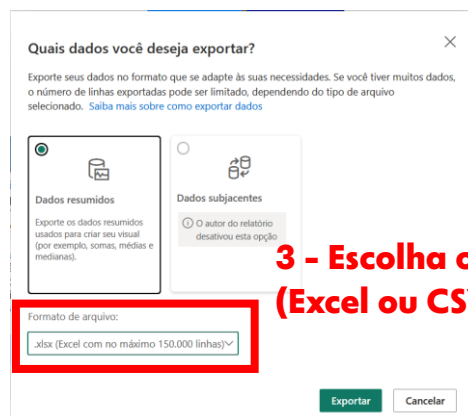 Quais dados você deseja exportar?
Exporte seus dados no formato que se adapte às suas necessidades. Se você tiver muitos dados,
o número de linhas exportadas pode ser limitado, dependendo do tipo de arquivo
selecionado. Saiba mais sobre como exportar dados
Dados resumidos
Exporte os dados resumidos
usados para criar seu visual
(por exemplo, somas, médias e
medianas).
Dados subjacentes
O autor do relatório
desativou esta opção
3 - Escolha
(Excel ou
Formato de arquivo:
.xlsx (Excel com no máximo 150.000 linhas)
Exportar
Cancelar